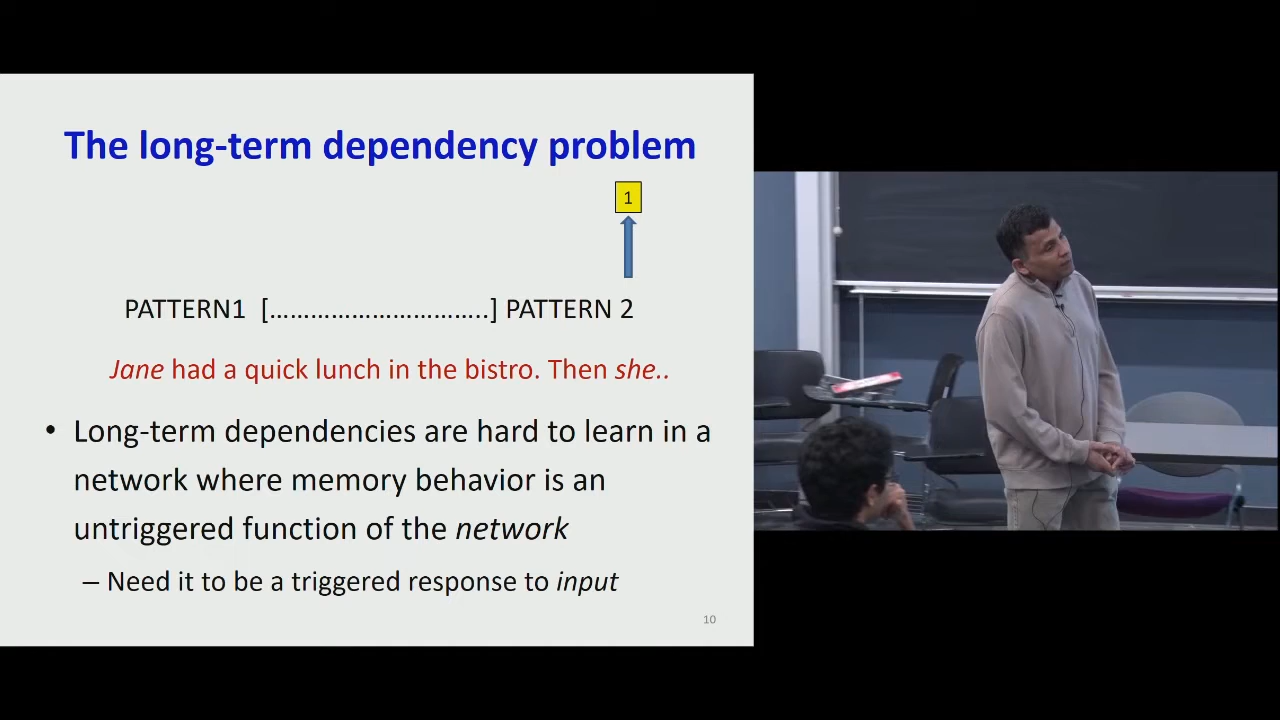 The long-term dependency problem
1
PATTERN1 […………………………..] PATTERN 2
Jane had a quick lunch in the bistro. Then she..
• Long-term dependencies are hard to learn in a
network where memory behavior is an
untriggered function of the network
– Need it to be a triggered response to input
10